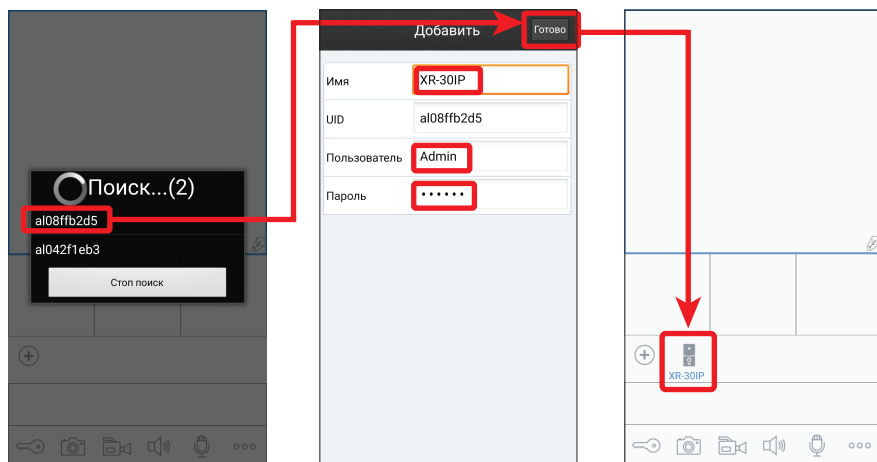 Поиск...(2)
al08ffb2d5
al042f1eb3
Стоп поиск
Добавить
Готово
Имя
XR-30IP
UID
al08ffb2d5
Пользователь
Admin
Пароль
••••••
XR-30IP